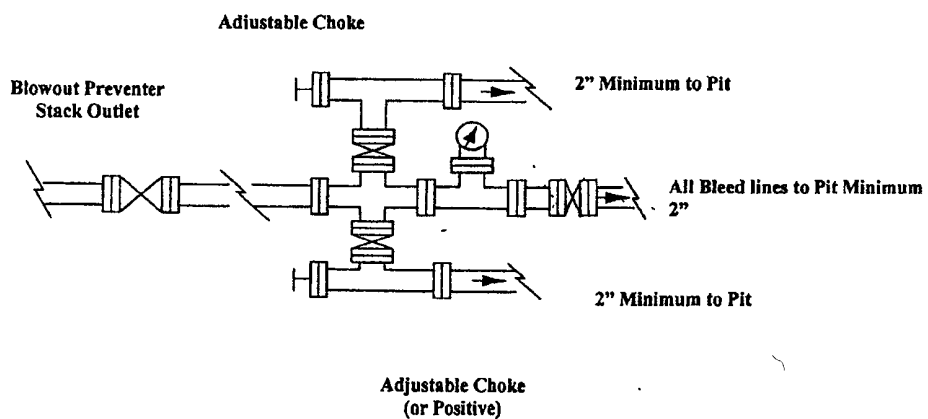 Adjustable Choke
Blowout Preventer
Stack Outlet
2" Minimum to Pit
All Bleed lines to Pit Minimum
2"
2" Minimum to Pit
Adjustable Choke
(or Positive)